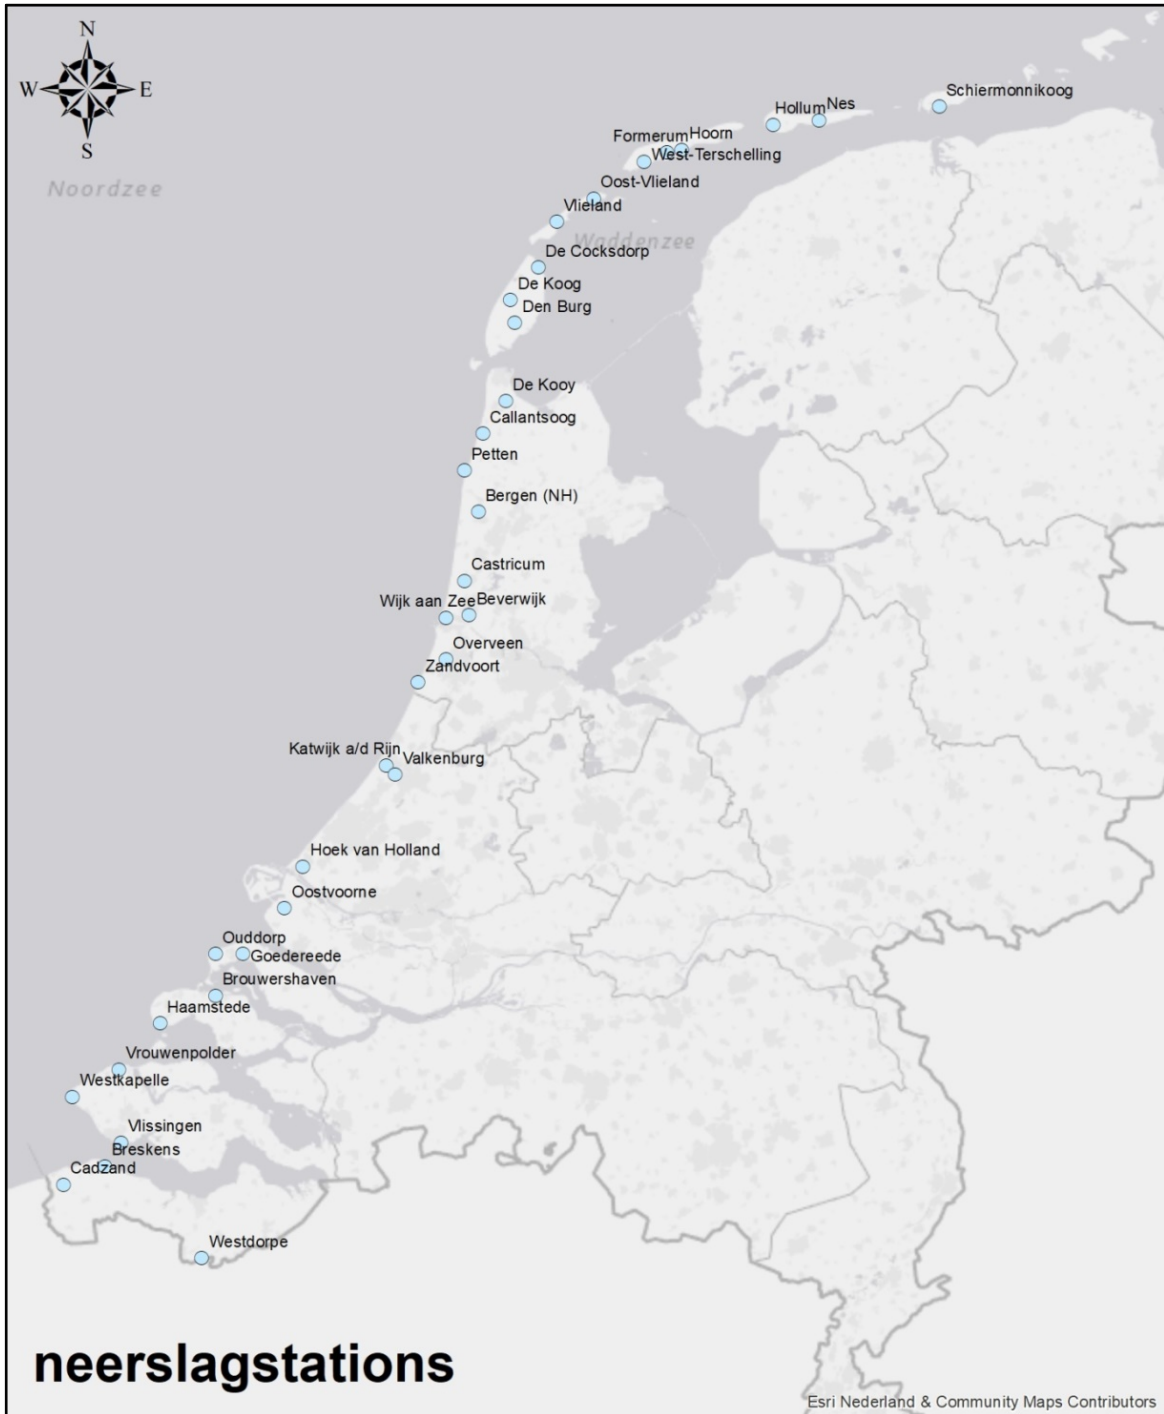 N
W E
S
Noordzee
Schiermonnikoog
Hollum Nes
Formerum Hoorn
West-Terschelling
Oost-Vlieland
Vlieland
Waddenzee
De Cocksdorp
De Koog
Den Burg
De Kooy
Callantsoog
Petten
Bergen (NH)
Castricum
Wijk aan Zee Beverwijk
Overveen
Zandvoort
Katwijk a/d Rijn
Valkenburg
Hoek van Holland
Oostvoorne
Ouddorp
Goedereede
Brouwershaven
Haamstede
Vrouwenpolder
Westkapelle
Vlissingen
Breskens
Cadzand
Westdorpe
neerslagstations
Esri Nederland & Community Maps Contributors